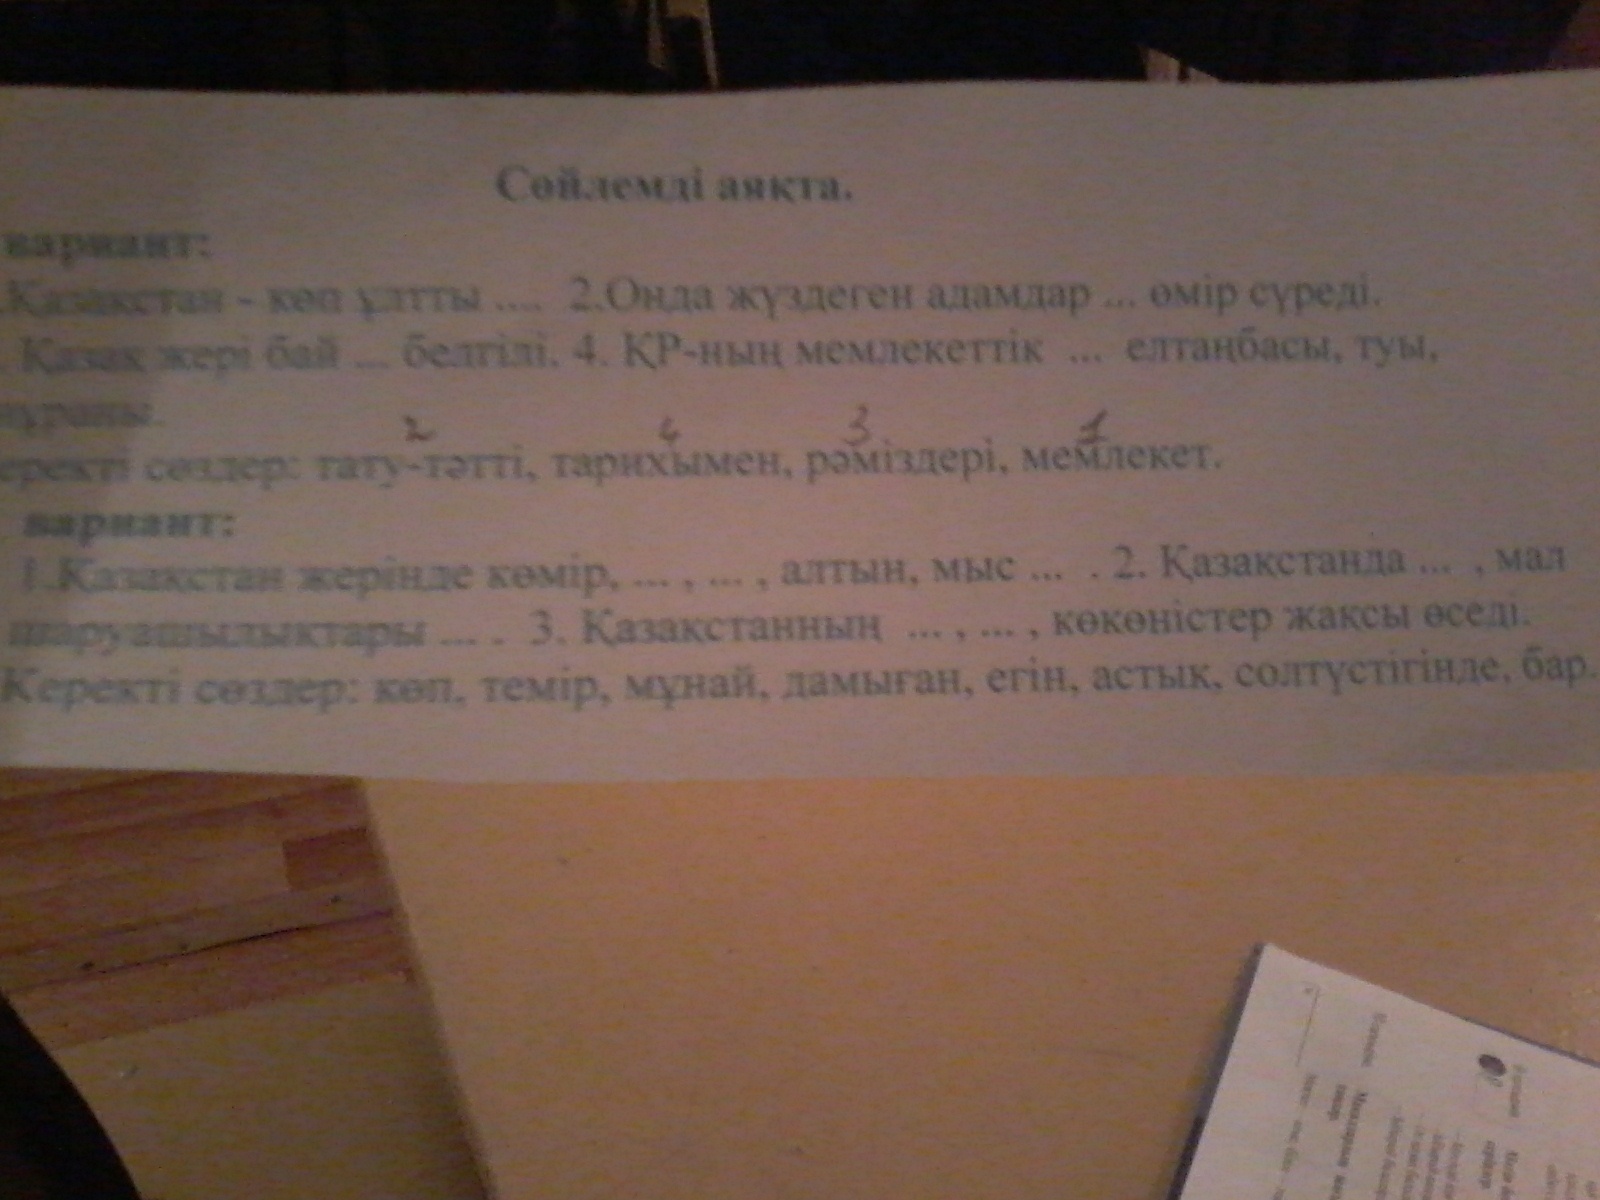 Сөйлемді аяқта.
вариант:
.Қазақстан - көп ұлтты .... 2.Онда жүздеген адамдар ... өмір сүреді.
. Қазақ жері бай ... белгілі. 4. ҚР-ның мемлекеттік ... елтаңбасы, туы,
нұраны.
2 4 3 1
еректі сөздер: тату-тәтті, тарихымен, рәміздері, мемлекет.
вариант:
1.Қазақстан жерінде көмір, ... , ... , алтын, мыс ... . 2. Қазақстанда ... , мал
шаруашылықтары ... . 3. Қазақстанның ... , ... , көкөністер жақсы өседі.
Керекті сөздер: көп, темір, мұнай, дамыған, егін, астық, солтүстігінде, бар.